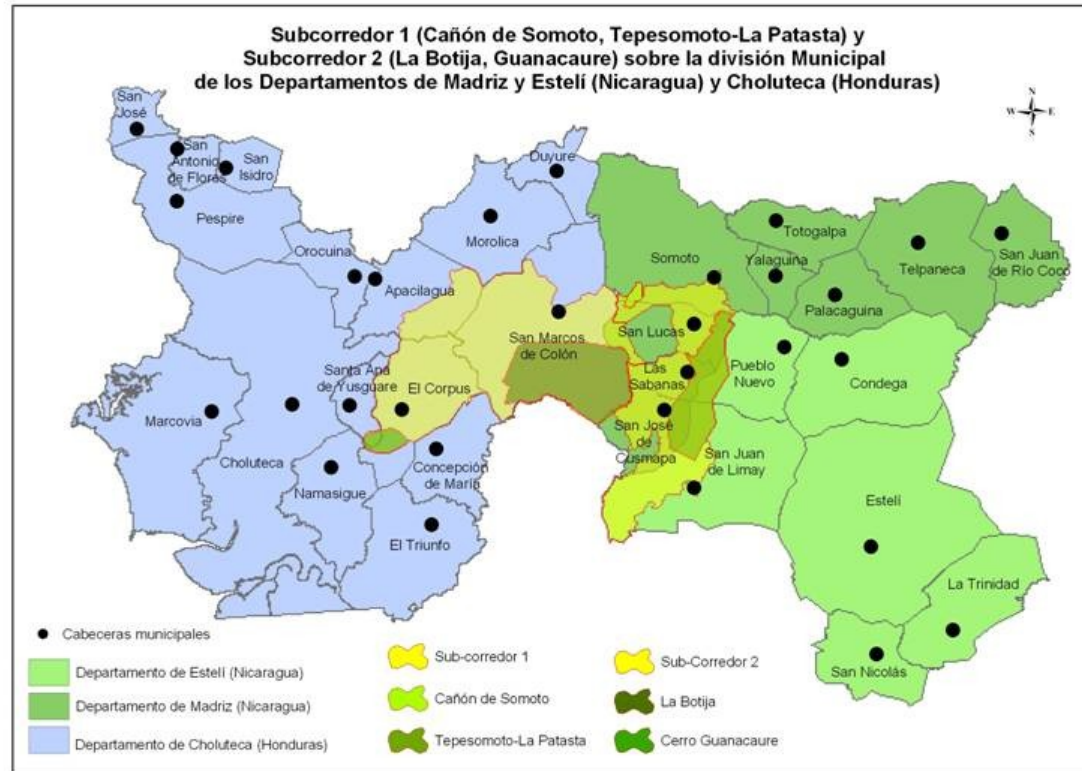 Subcorredor 1 (Cañón de Somoto, Tepesomoto-La Patasta) y
Subcorredor 2 (La Botija, Guanacaure) sobre la división Municipal
de los Departamentos de Madriz y Estelí (Nicaragua) y Choluteca (Honduras)
N
W E
S
San
José
San
Antonio
de Flores
San
Isidro
Pespire
Duyure
Morolica
Orocuina
Apacilagua
Somoto
Totogalpa
Yalaguina
Telpaneca
San Juan
de Río Coco
Palacaguina
San Marcos
de Colón
San Lucas
Las
Sabanas
Pueblo
Nuevo
Condega
Santa Ana
de Yusguare
El Corpus
Marcovia
Choluteca
San José
de
Cusmapa
San Juan
de Limay
Namasigue
Concepción
de María
El Triunfo
Estelí
La Trinidad
San Nicolás
Cabeceras municipales
Departamento de Estelí (Nicaragua)
Departamento de Madriz (Nicaragua)
Departamento de Choluteca (Honduras)
Sub-corredor 1
Cañón de Somoto
Tepesomoto-La Patasta
Sub-Corredor 2
La Botija
Cerro Guanacaure